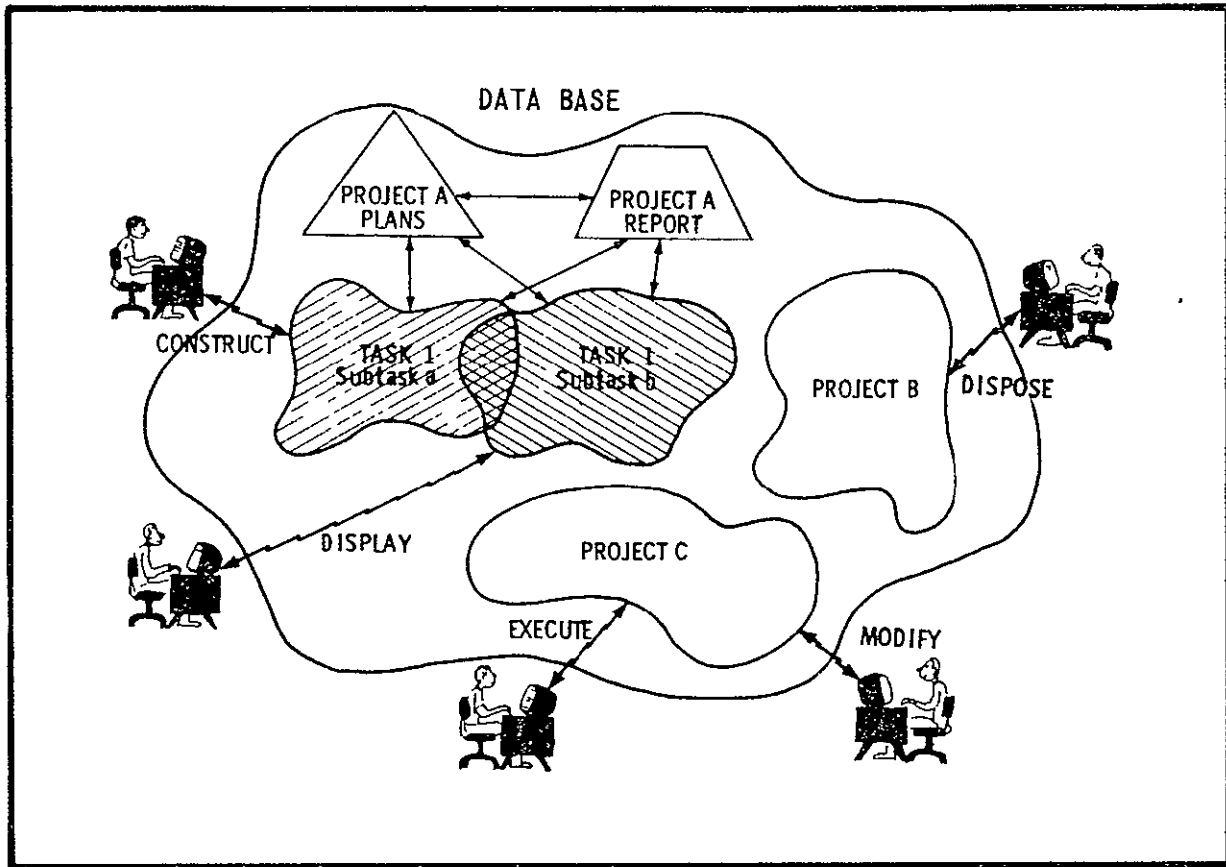 DATA BASE
PROJECT A
PLANS
PROJECT A
REPORT
CONSTRUCT
TASK 1
Subtask a
TASK 1
Subtask b
PROJECT B
DISPOSE
DISPLAY
PROJECT C
EXECUTE
MODIFY